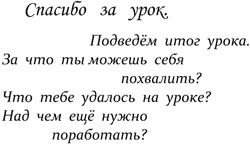 Спасибо за урок.
Подведём итог урока.
За что ты можешь себя
похвалить?
Что тебе удалось на уроке?
Над чем ещё нужно
поработать?